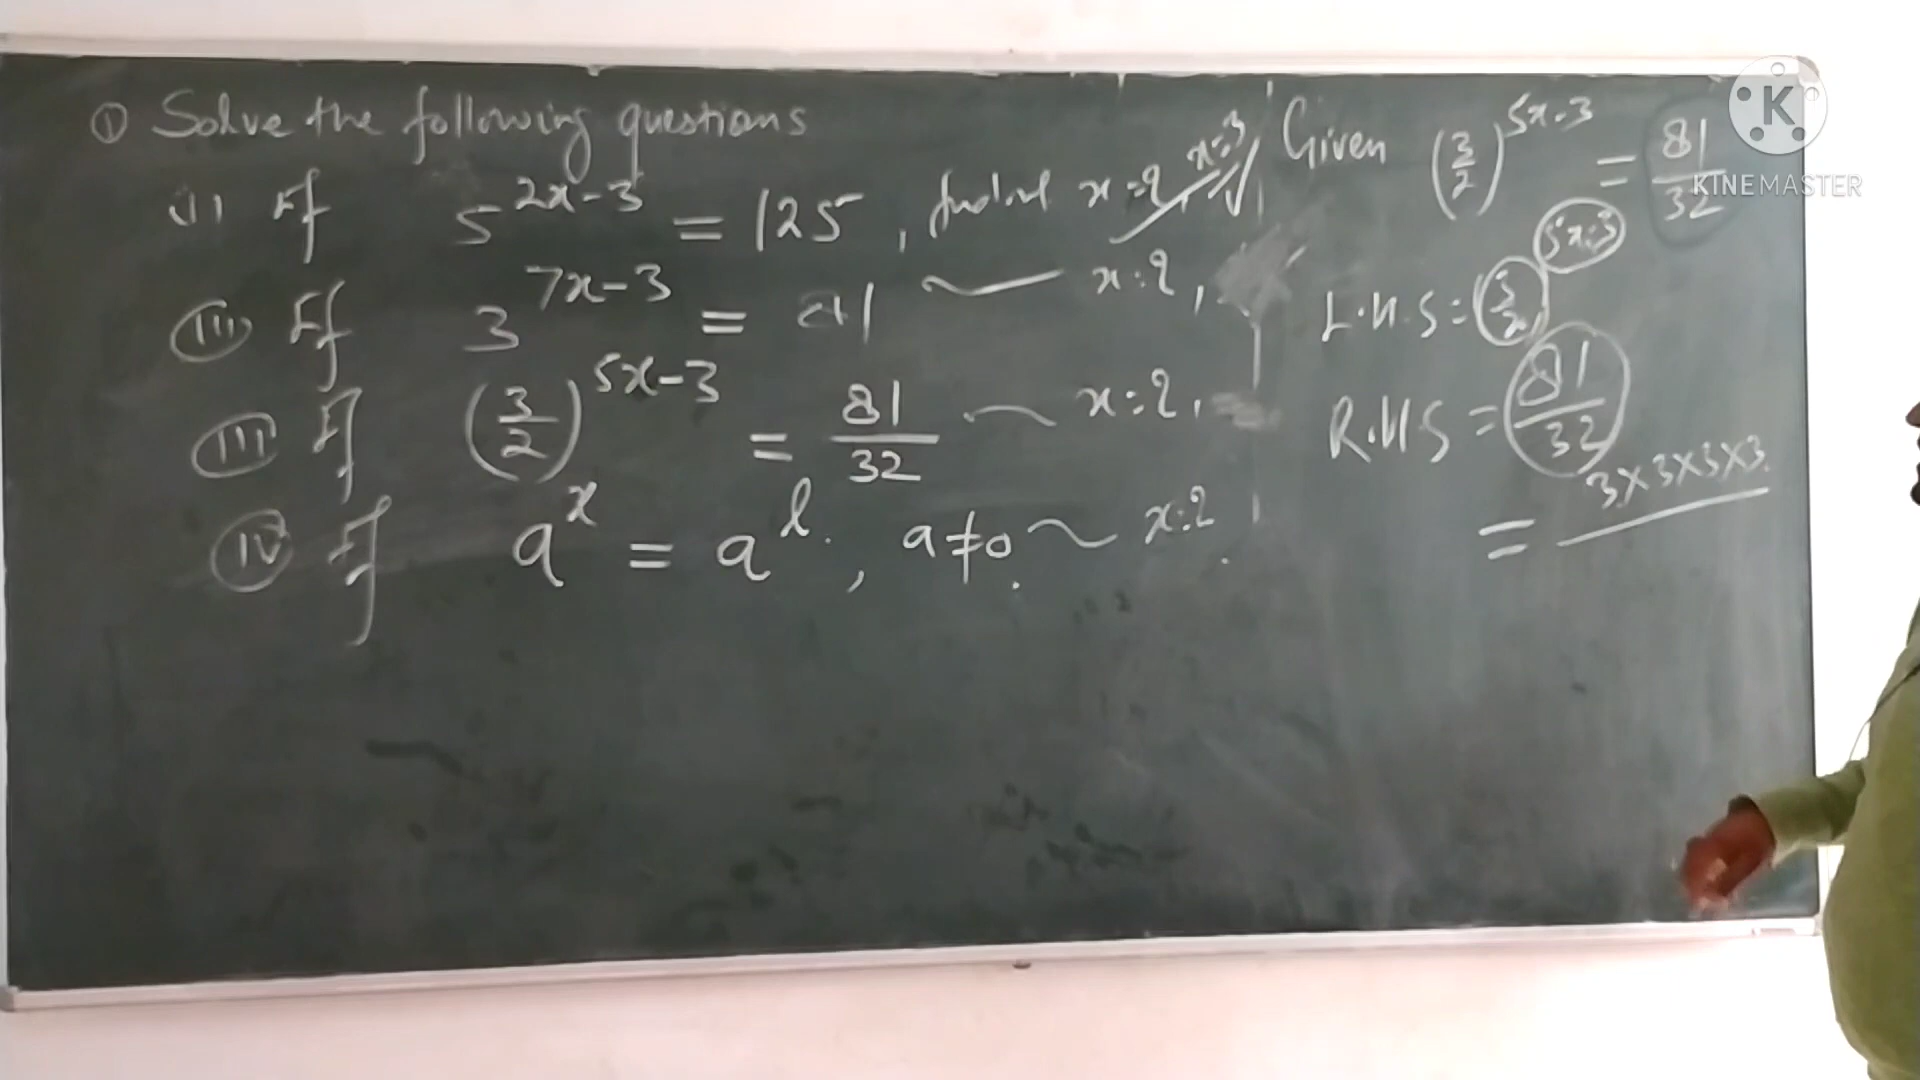 ① Solve the following questions
(i) If 5^{2x-3} = 125, find x=? x=3
(ii) If 3^{7x-3} = 81 ~ x=?,
(iii) If (3/2)^{5x-3} = 81/32 ~ x=?,
(iv) If a^x = a^l, a≠0 ~ x=?
Given (3/2)^{5x-3} = 81/32
L.H.S = (3/2)^{5x-3}
R.H.S = 81/32
= 3×3×3×3
K
KINEMASTER